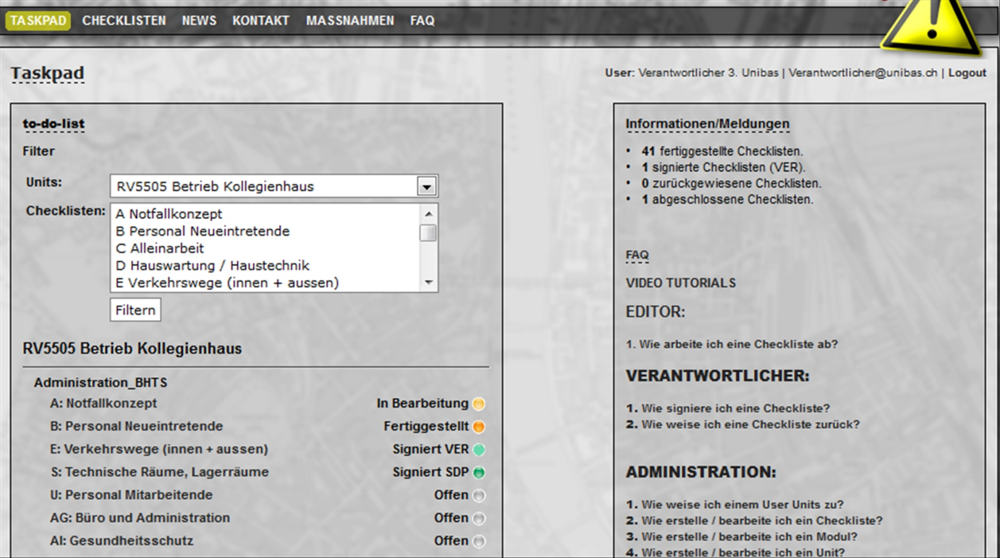 TASKPAD CHECKLISTEN NEWS KONTAKT MASSNAHMEN FAQ
Taskpad
User: Verantwortlicher 3. Unibas | Verantwortlicher@unibas.ch | Logout
to-do-list
Filter
Units: RV5505 Betrieb Kollegienhaus
Checklisten: A Notfallkonzept
B Personal Neueintretende
C Alleinarbeit
D Hauswartung / Haustechnik
E Verkehrswege (innen + aussen)
Filtern
RV5505 Betrieb Kollegienhaus
Administration_BHTS
A: Notfallkonzept In Bearbeitung
B: Personal Neueintretende Fertiggestellt
E: Verkehrswege (innen + aussen) Signiert VER
S: Technische Räume, Lagerräume Signiert SDP
U: Personal Mitarbeitende Offen
AG: Büro und Administration Offen
AI: Gesundheitsschutz Offen
Informationen/Meldungen
• 41 fertiggestellte Checklisten.
• 1 signierte Checklisten (VER).
• 0 zurückgewiesene Checklisten.
• 1 abgeschlossene Checklisten.
FAQ
VIDEO TUTORIALS
EDITOR:
1. Wie arbeite ich eine Checkliste ab?
VERANTWORTLICHER:
1. Wie signiere ich eine Checkliste?
2. Wie weise ich eine Checkliste zurück?
ADMINISTRATION:
1. Wie weise ich einem User Units zu?
2. Wie erstelle / bearbeite ich ein Checkliste?
3. Wie erstelle / bearbeite ich ein Modul?
4. Wie erstelle / bearbeite ich ein Unit?